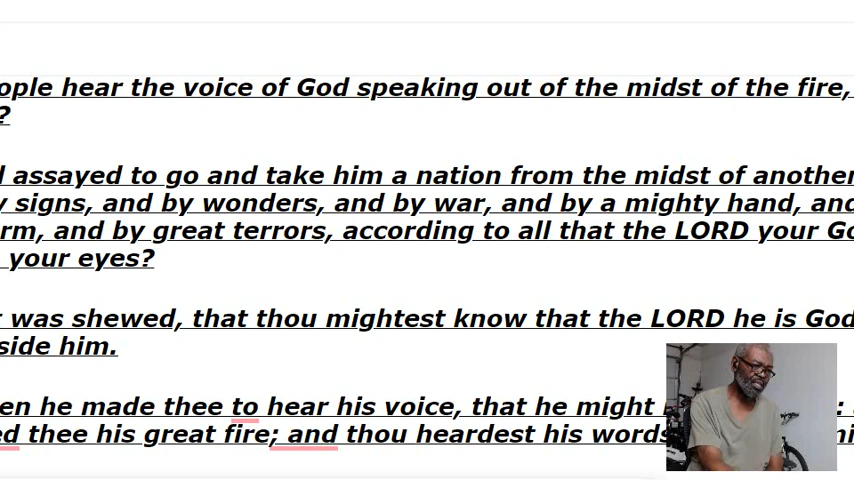 ople hear the voice of God speaking out of the midst of the fire,
?
assayed to go and take him a nation from the midst of another
y signs, and by wonders, and by war, and by a mighty hand, and
rm, and by great terrors, according to all that the LORD your Go
your eyes?
was shewed, that thou mightest know that the LORD he is God
side him.
en he made thee to hear his voice, that he might
ed thee his great fire; and thou heardest his words